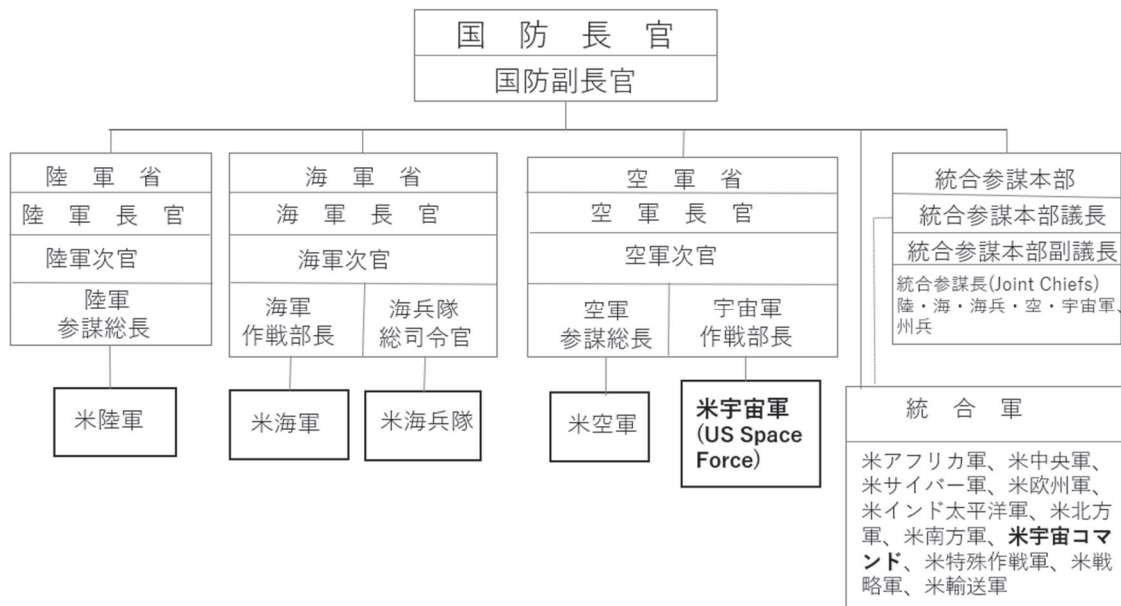 国防長官
国防副長官
陸軍省
陸軍長官
陸軍次官
陸軍
参謀総長
米陸軍
海軍省
海軍長官
海軍次官
海軍
作戦部長
海兵隊
総司令官
米海軍
米海兵隊
空軍省
空軍長官
空軍次官
空軍
参謀総長
宇宙軍
作戦部長
米空軍
米宇宙軍
(US Space
Force)
統合参謀本部
統合参謀本部議長
統合参謀本部副議長
統合参謀長(Joint Chiefs)
陸・海・海兵・空・宇宙軍、
州兵
統合軍
米アフリカ軍、米中央軍、
米サイバー軍、米欧州軍、
米インド太平洋軍、米北方
軍、米南方軍、米宇宙コマ
ンド、米特殊作戦軍、米戦
略軍、米輸送軍